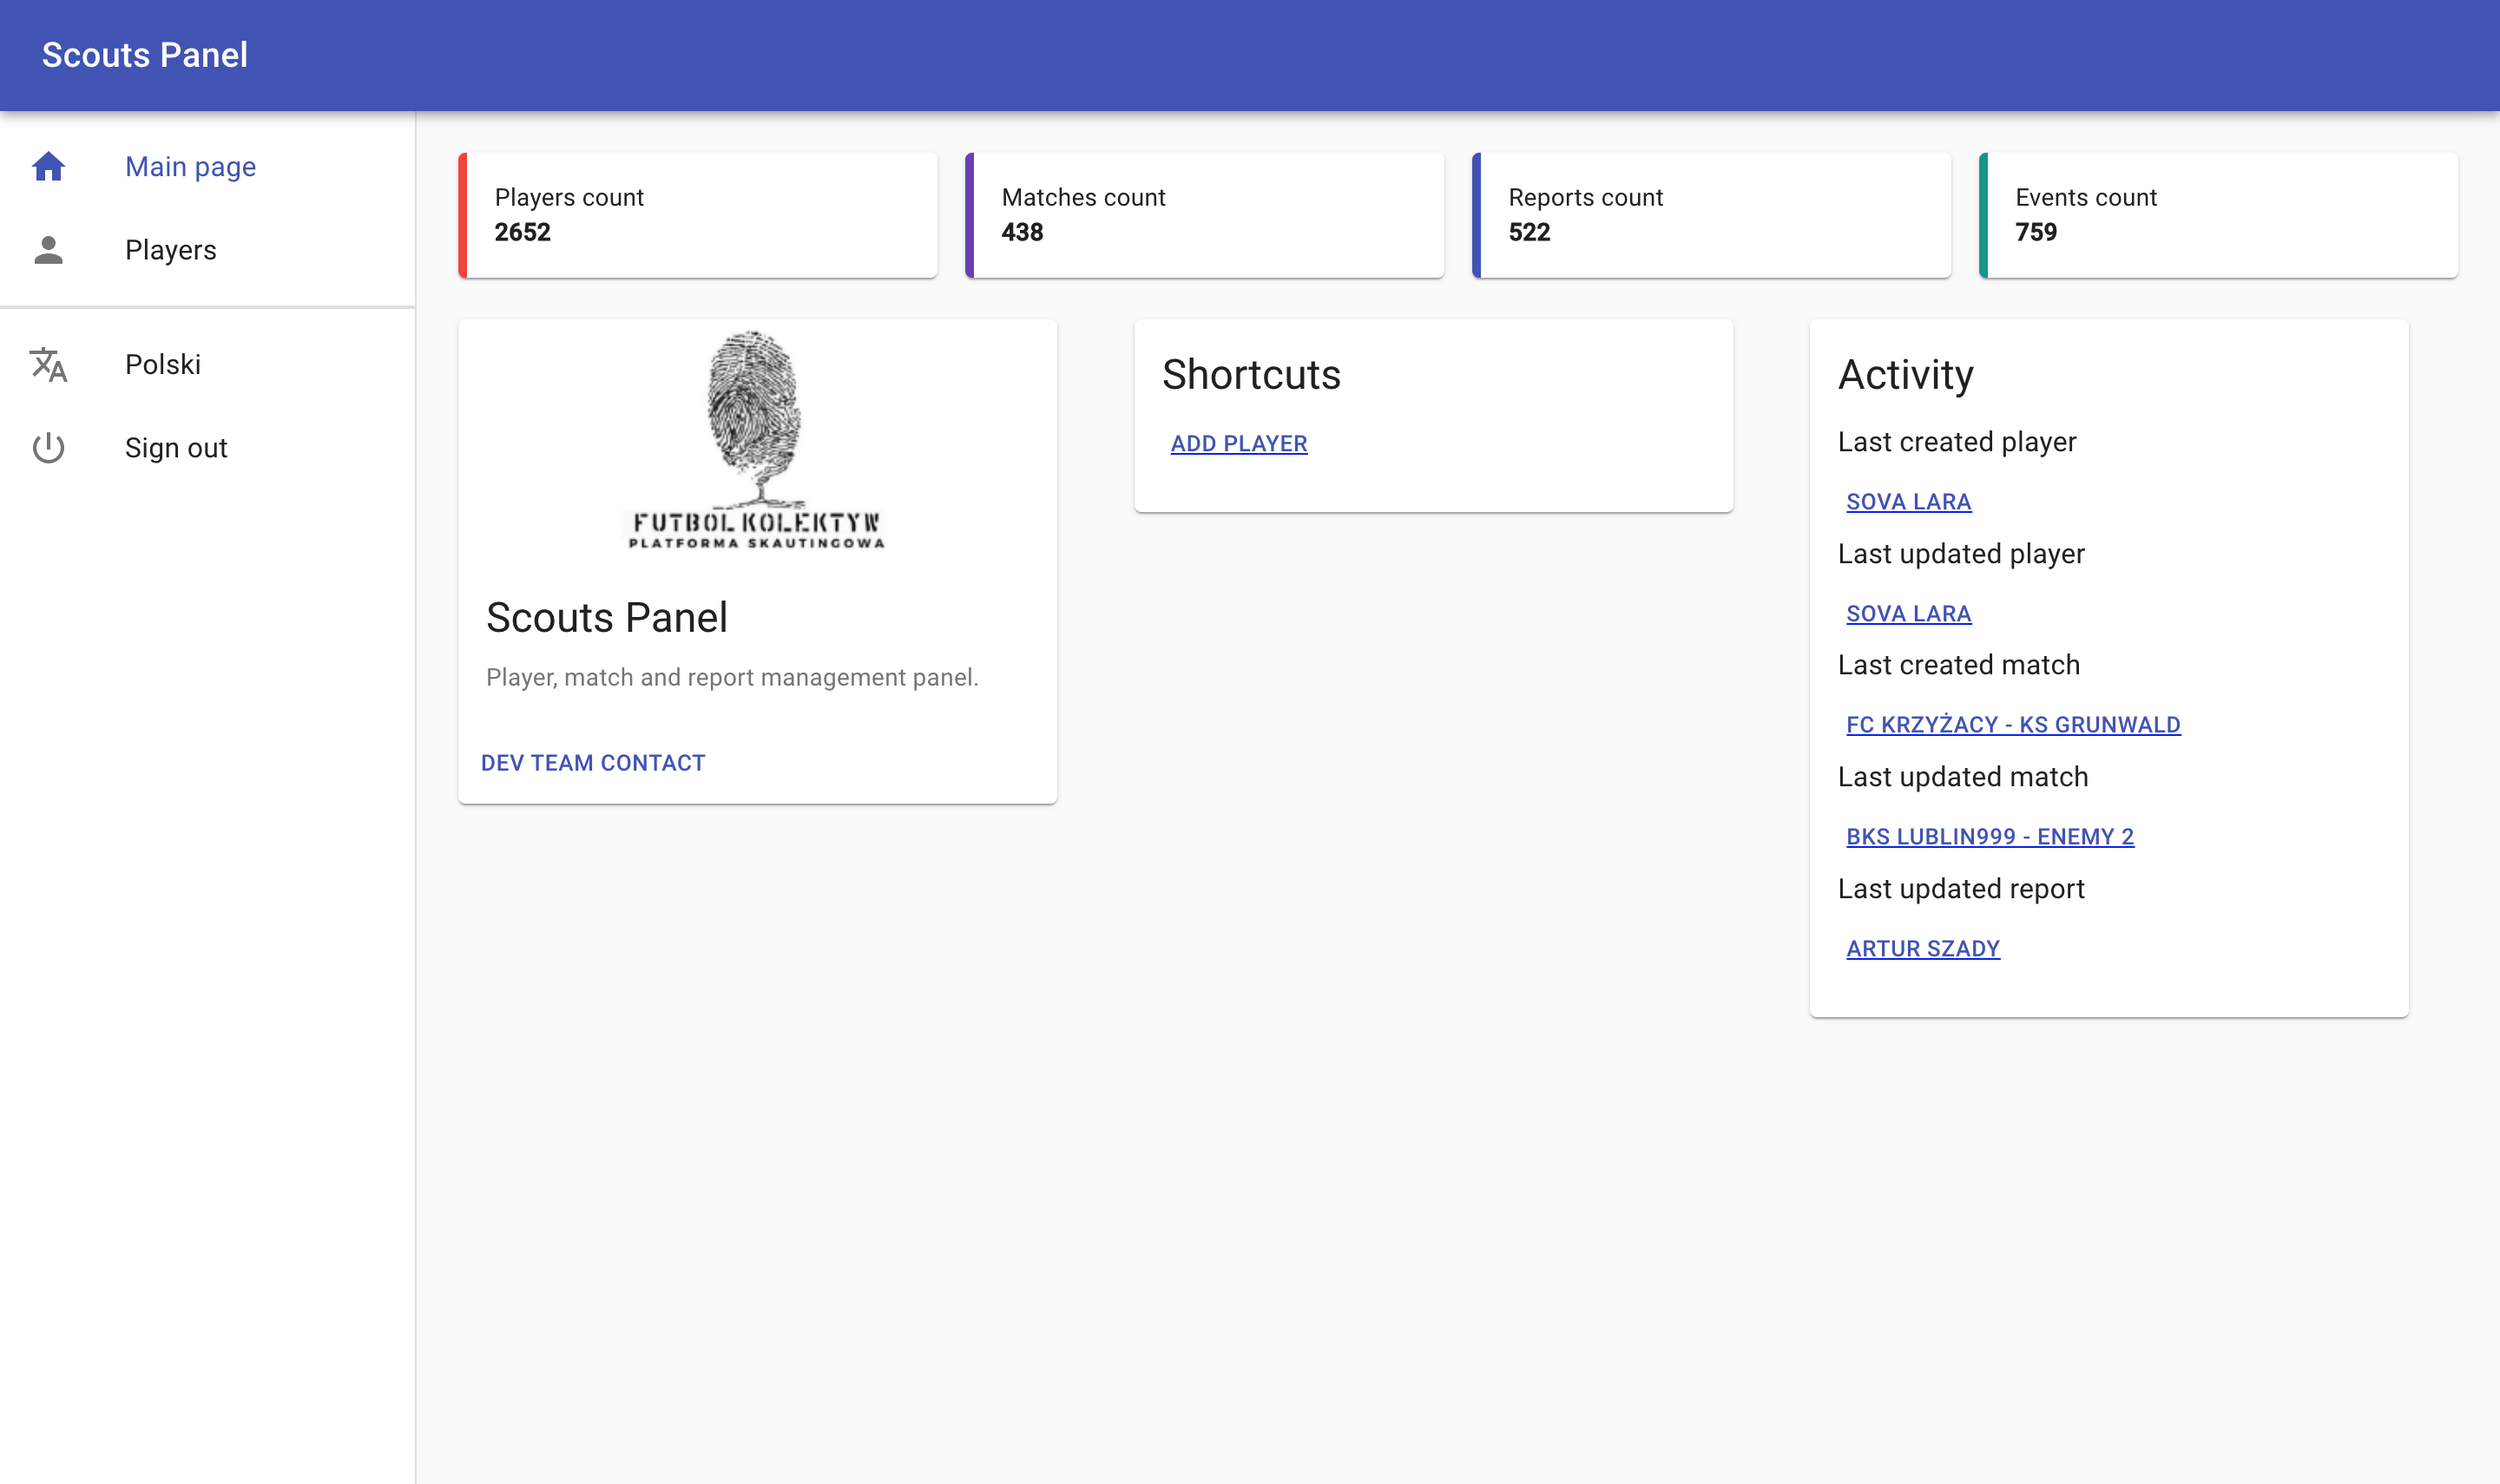 Scouts Panel
Main page
Players
Polski
Sign out
Players count
2652
Matches count
438
Reports count
522
Events count
759
FUTBOL KOLEKTYW
PLATFORMA SKAUTINGOWA
Scouts Panel
Player, match and report management panel.
DEV TEAM CONTACT
Shortcuts
ADD PLAYER
Activity
Last created player
SOVA LARA
Last updated player
SOVA LARA
Last created match
FC KRZYŻACY - KS GRUNWALD
Last updated match
BKS LUBLIN999 - ENEMY 2
Last updated report
ARTUR SZADY